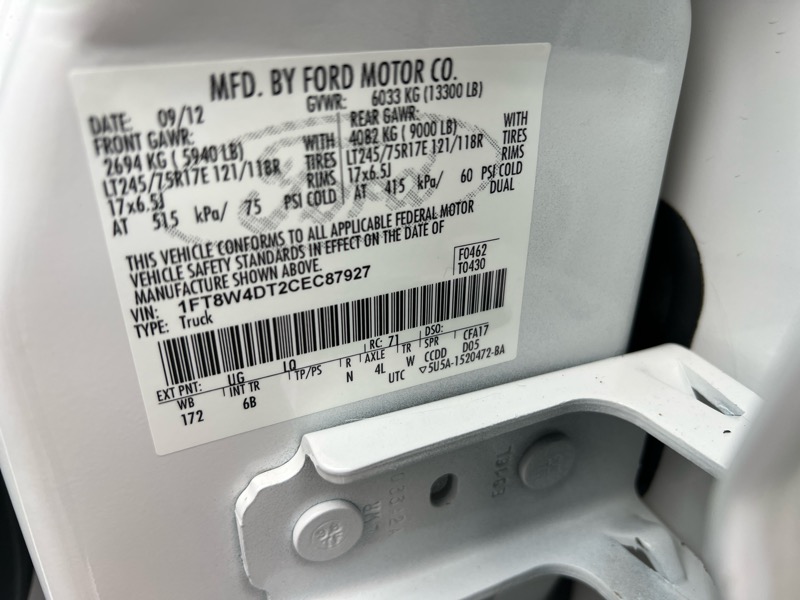 MFD. BY FORD MOTOR CO.
DATE: 09/12
GVWR: 6033 KG (13300 LB)
FRONT GAWR:
2694 KG ( 5940 LB) WITH
LT245/75R17E 121/118R TIRES
17x6.5J RIMS
AT 515 kPa/ 75 PSI COLD
REAR GAWR:
4082 KG ( 9000 LB) WITH
LT245/75R17E 121/118R TIRES
17x6.5J RIMS
AT 415 kPa/ 60 PSI COLD
DUAL
THIS VEHICLE CONFORMS TO ALL APPLICABLE FEDERAL MOTOR
VEHICLE SAFETY STANDARDS IN EFFECT ON THE DATE OF
MANUFACTURE SHOWN ABOVE.
F0462
T0430
VIN: 1FT8W4DT2CEC87927
TYPE: Truck
EXT PNT: UG LO RC: 71 DSO:
WB INT TR TP/PS R AXLE TR SPR CFA17
172 6B N 4L W CCDD D05
UTC ▽5U5A-1520472-BA